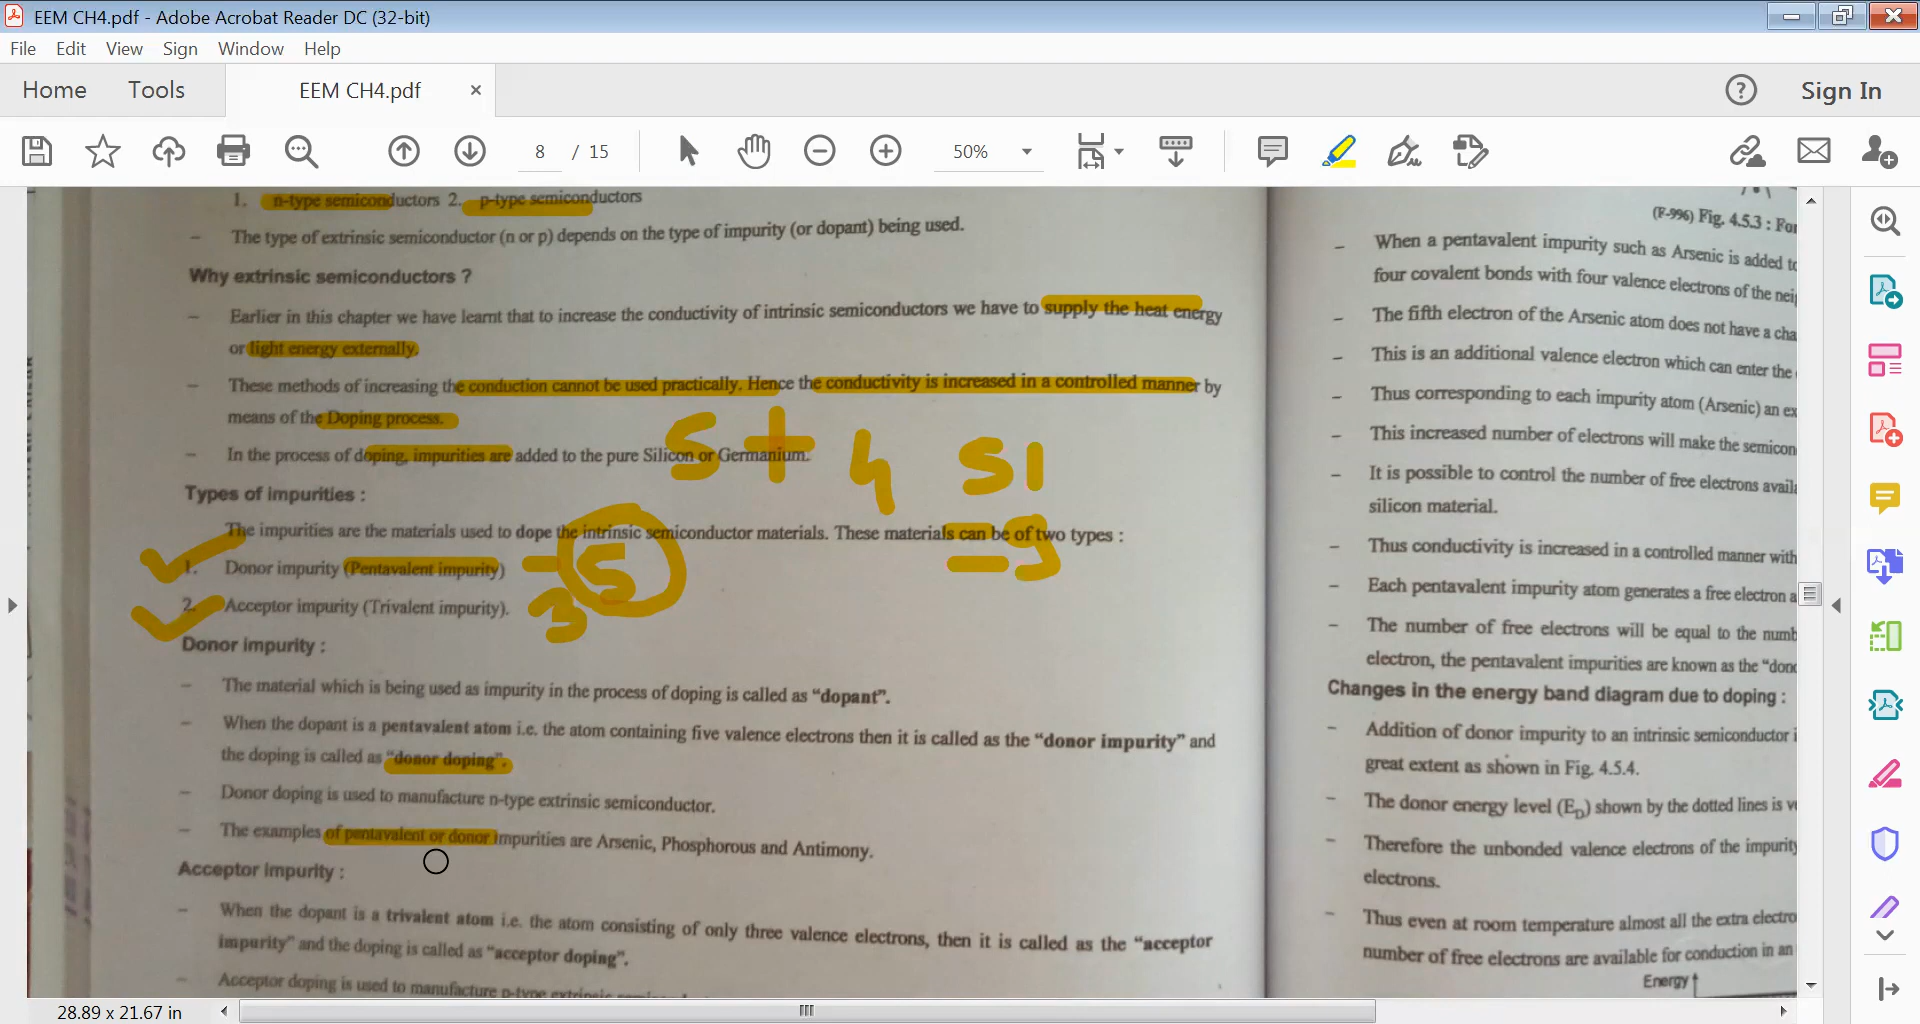 EEM CH4.pdf - Adobe Acrobat Reader DC (32-bit)
File Edit View Sign Window Help
Home Tools EEM CH4.pdf × Sign In
8 / 15 50%
1. n-type semiconductors 2. p-type semiconductors
– The type of extrinsic semiconductor (n or p) depends on the type of impurity (or dopant) being used.
Why extrinsic semiconductors ?
– Earlier in this chapter we have learnt that to increase the conductivity of intrinsic semiconductors we have to supply the heat energy
or light energy externally.
– These methods of increasing the conduction cannot be used practically. Hence the conductivity is increased in a controlled manner by
means of the Doping process.
5 + 4 SI
– In the process of doping, impurities are added to the pure Silicon or Germanium.
Types of impurities :
The impurities are the materials used to dope the intrinsic semiconductor materials. These materials can be of two types :
= 9
1. Donor impurity (Pentavalent impurity) – 5
2. Acceptor impurity (Trivalent impurity). 3
Donor impurity :
– The material which is being used as impurity in the process of doping is called as “dopant”.
– When the dopant is a pentavalent atom i.e. the atom containing five valence electrons then it is called as the “donor impurity” and
the doping is called as “donor doping”.
– Donor doping is used to manufacture n-type extrinsic semiconductor.
– The examples of pentavalent or donor impurities are Arsenic, Phosphorous and Antimony.
Acceptor impurity :
– When the dopant is a trivalent atom i.e. the atom consisting of only three valence electrons, then it is called as the “acceptor
impurity” and the doping is called as “acceptor doping”.
– Acceptor doping is used to manufacture p-type extrinsic
(F-996) Fig. 4.5.3 : For
– When a pentavalent impurity such as Arsenic is added to
four covalent bonds with four valence electrons of the nei
– The fifth electron of the Arsenic atom does not have a cha
– This is an additional valence electron which can enter the
– Thus corresponding to each impurity atom (Arsenic) an ex
– This increased number of electrons will make the semicon
– It is possible to control the number of free electrons avail
silicon material.
– Thus conductivity is increased in a controlled manner with
– Each pentavalent impurity atom generates a free electron a
– The number of free electrons will be equal to the numb
electron, the pentavalent impurities are known as the “dono
Changes in the energy band diagram due to doping :
– Addition of donor impurity to an intrinsic semiconductor i
great extent as shown in Fig. 4.5.4.
– The donor energy level (ED) shown by the dotted lines is v
– Therefore the unbonded valence electrons of the impurity
electrons.
– Thus even at room temperature almost all the extra electro
number of free electrons are available for conduction in an
Energy
28.89 x 21.67 in